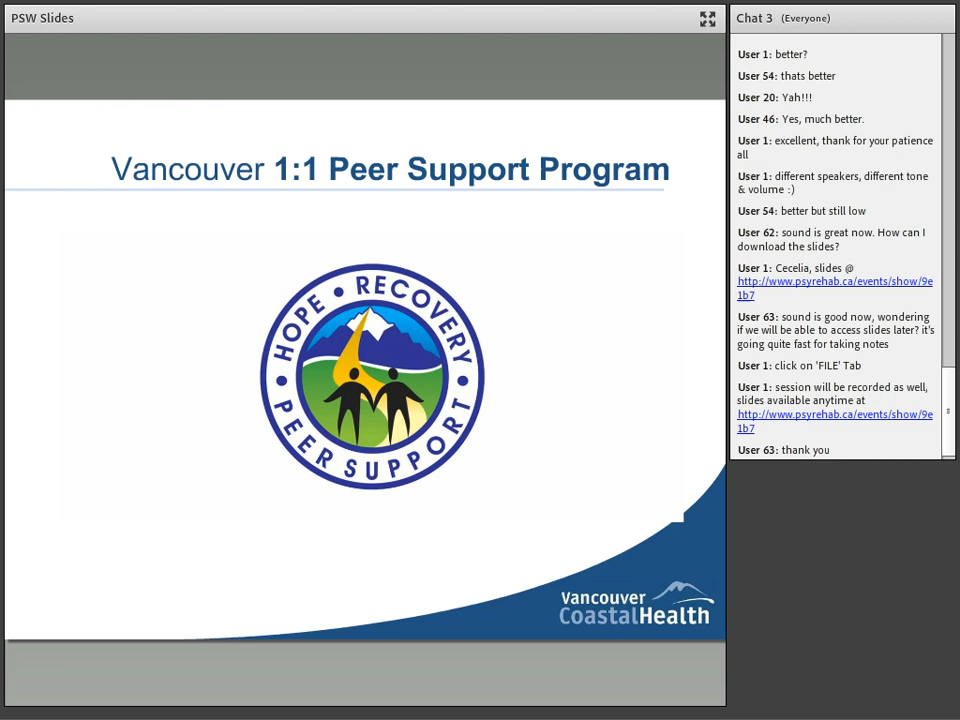 PSW Slides
Vancouver 1:1 Peer Support Program
HOPE • RECOVERY
• PEER SUPPORT •
Vancouver
CoastalHealth
Chat 3 (Everyone)
User 1: better?
User 54: thats better
User 20: Yah!!!
User 46: Yes, much better.
User 1: excellent, thank for your patience
all
User 1: different speakers, different tone
& volume :)
User 54: better but still low
User 62: sound is great now. How can I
download the slides?
User 1: Cecelia, slides @
http://www.psyrehab.ca/events/show/9e
1b7
User 63: sound is good now, wondering
if we will be able to access slides later? it's
going quite fast for taking notes
User 1: click on 'FILE' Tab
User 1: session will be recorded as well,
slides available anytime at
http://www.psyrehab.ca/events/show/9e
1b7
User 63: thank you